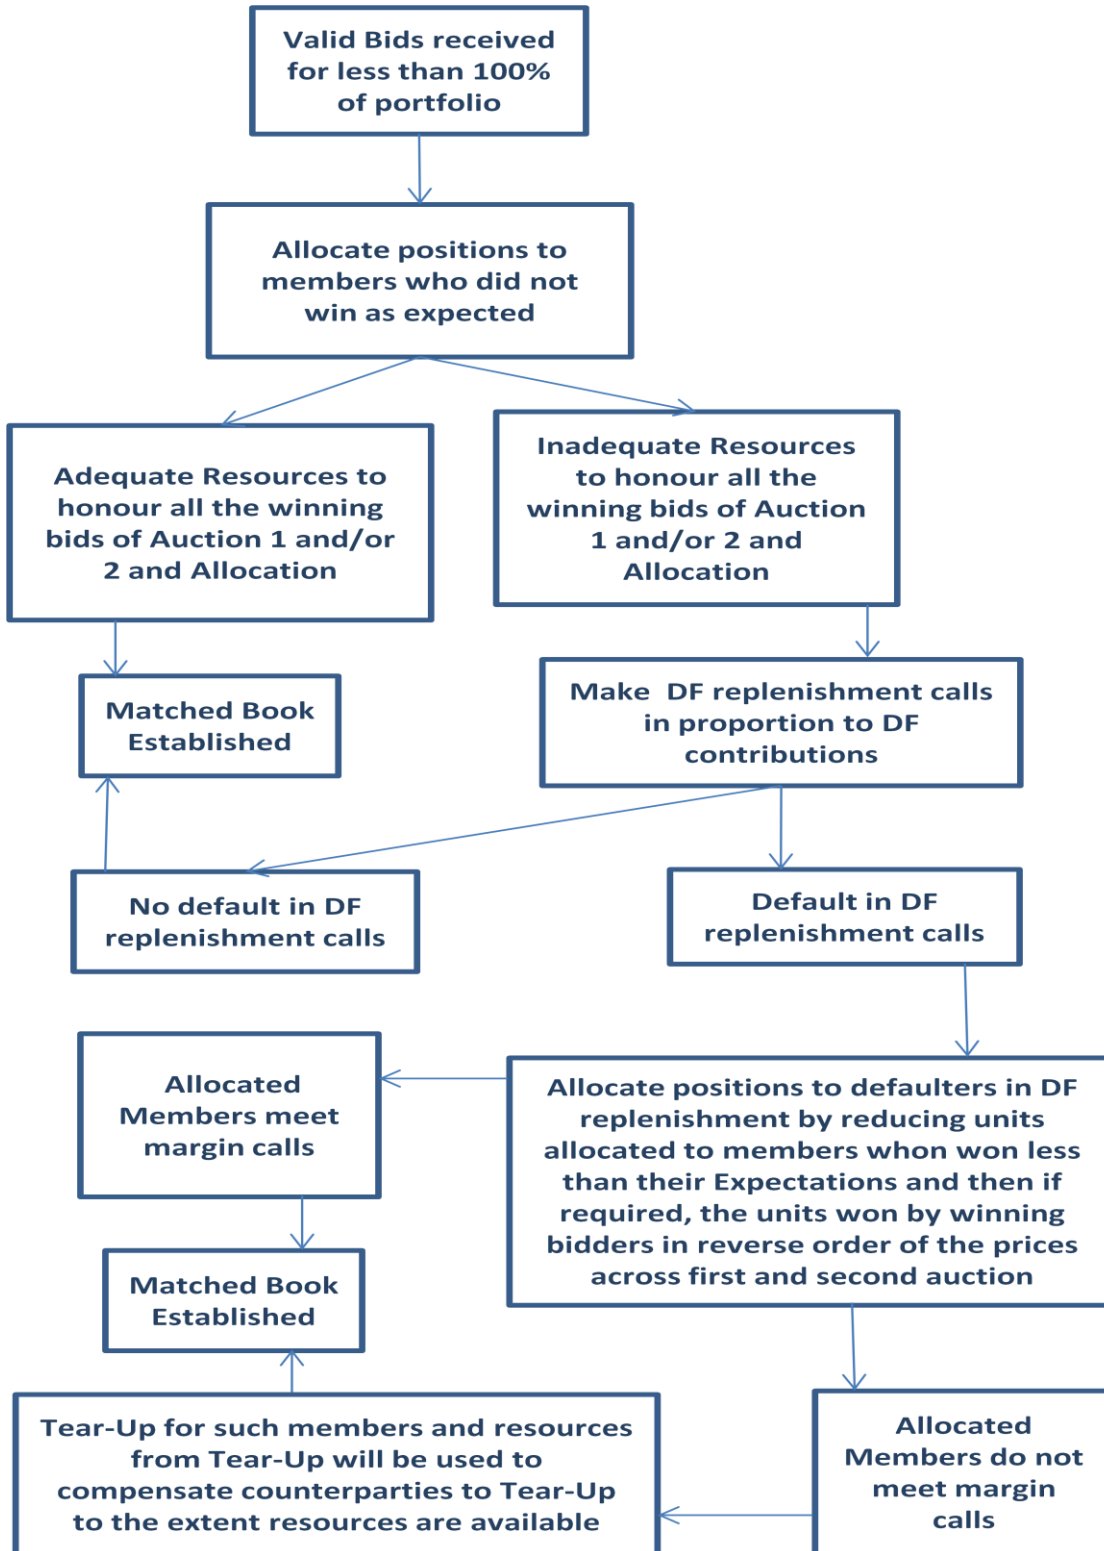 Valid Bids received
for less than 100%
of portfolio
Allocate positions to
members who did not
win as expected
Adequate Resources to
honour all the winning
bids of Auction 1 and/or
2 and Allocation
Inadequate Resources
to honour all the
winning bids of Auction
1 and/or 2 and
Allocation
Matched Book
Established
Make DF replenishment calls
in proportion to DF
contributions
No default in DF
replenishment calls
Default in DF
replenishment calls
Allocated
Members meet
margin calls
Allocate positions to defaulters in DF
replenishment by reducing units
allocated to members whon won less
than their Expectations and then if
required, the units won by winning
bidders in reverse order of the prices
across first and second auction
Matched Book
Established
Tear-Up for such members and resources
from Tear-Up will be used to
compensate counterparties to Tear-Up
to the extent resources are available
Allocated
Members do not
meet margin
calls